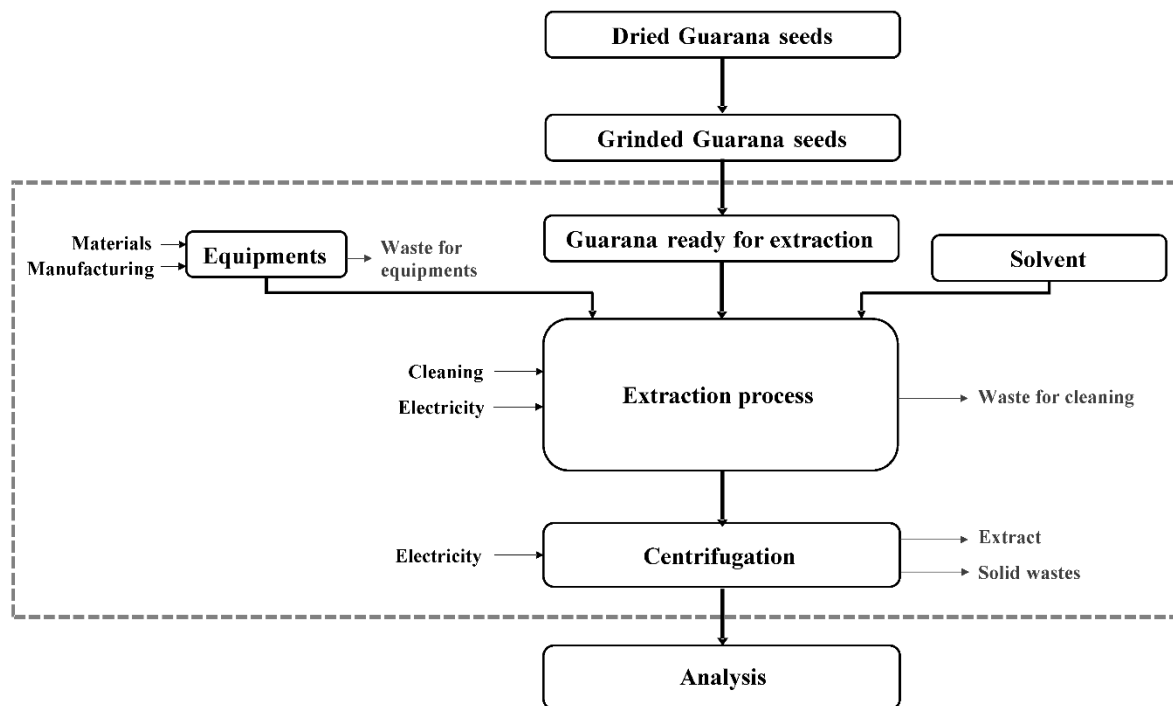 Dried Guarana seeds
Grinded Guarana seeds
Guarana ready for extraction
Materials
Manufacturing
Equipments
Waste for
equipments
Solvent
Cleaning
Electricity
Extraction process
Waste for cleaning
Electricity
Centrifugation
Extract
Solid wastes
Analysis